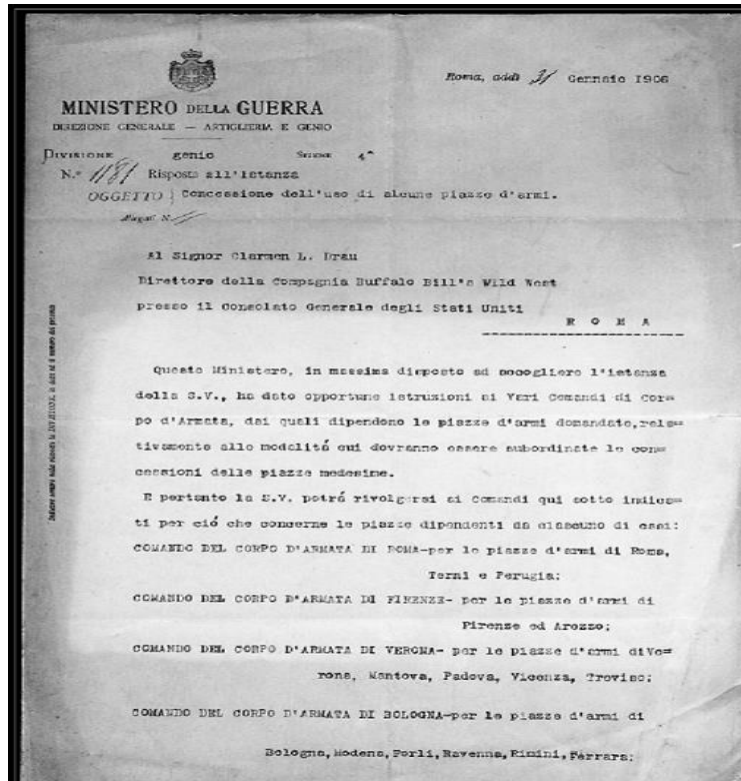 Roma, addì 31 Gennaio 1906
MINISTERO DELLA GUERRA
DIREZIONE GENERALE — ARTIGLIERIA E GENIO
DIVISIONE genio SEZIONE 4ª
N.º 1181 Risposta all'istanza
OGGETTO } Concessione dell'uso di alcune piazze d'armi.
Allegati N.
Al Signor Clarmen L. Drau
Direttore della Compagnia Buffalo Bill's Wild West
presso il Consolato Generale degli Stati Uniti
R O M A
Questo Ministero, in massima disposto ad accogliere l'istanza
della S.V., ha dato opportune istruzioni ai Vari Comandi di Cor=
po d'Armata, dai quali dipendono le piazze d'armi domandate,rela=
tivamente alle modalitá cui dovranno essere subordinate le con=
cessioni delle piazze medesime.
E pertanto la S.V. potrá rivolgersi ai Comandi qui sotto indica=
ti per ció che concerne le piazze dipendenti da ciascuno di essi:
COMANDO DEL CORPO D'ARMATA DI ROMA-per le piazze d'armi di Roma,
Terni e Perugia;
COMANDO DEL CORPO D'ARMATA DI FIRENZE- per le piazze d'armi di
Firenze ed Arezzo;
COMANDO DEL CORPO D'ARMATA DI VERONA- per le piazze d'armi diVe=
rona, Mantova, Padova, Vicenza, Treviso;
COMANDO DEL CORPO D'ARMATA DI BOLOGNA-per le piazze d'armi di
Bologna,Modena,Forlì,Ravenna,Rimini,Ferrara;